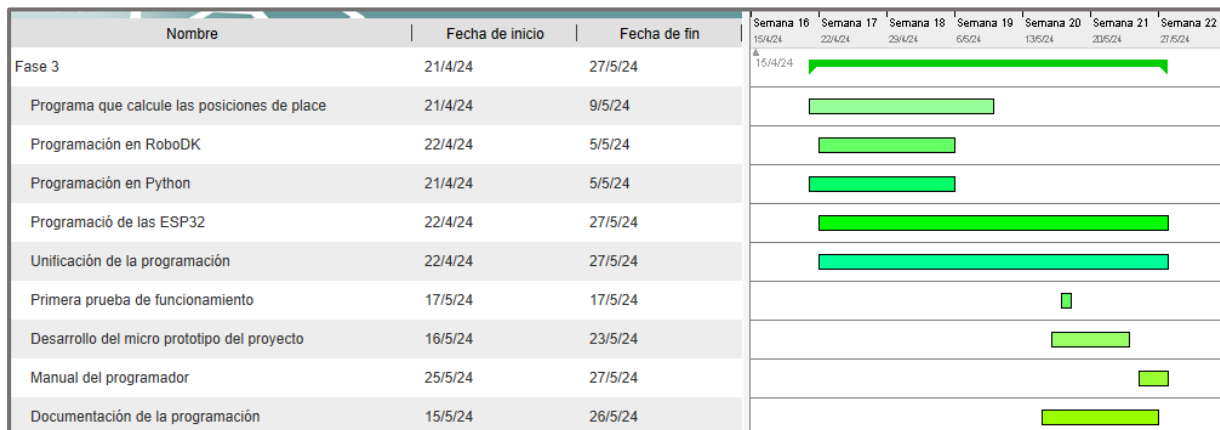 Nombre Fecha de inicio Fecha de fin Semana 16 Semana 17 Semana 18 Semana 19 Semana 20 Semana 21 Semana 22
15/4/24 22/4/24 29/4/24 6/5/24 13/5/24 20/5/24 27/5/24
Fase 3 21/4/24 27/5/24 15/4/24
Programa que calcule las posiciones de place 21/4/24 9/5/24
Programación en RoboDK 22/4/24 5/5/24
Programación en Python 21/4/24 5/5/24
Programació de las ESP32 22/4/24 27/5/24
Unificación de la programación 22/4/24 27/5/24
Primera prueba de funcionamiento 17/5/24 17/5/24
Desarrollo del micro prototipo del proyecto 16/5/24 23/5/24
Manual del programador 25/5/24 27/5/24
Documentación de la programación 15/5/24 26/5/24